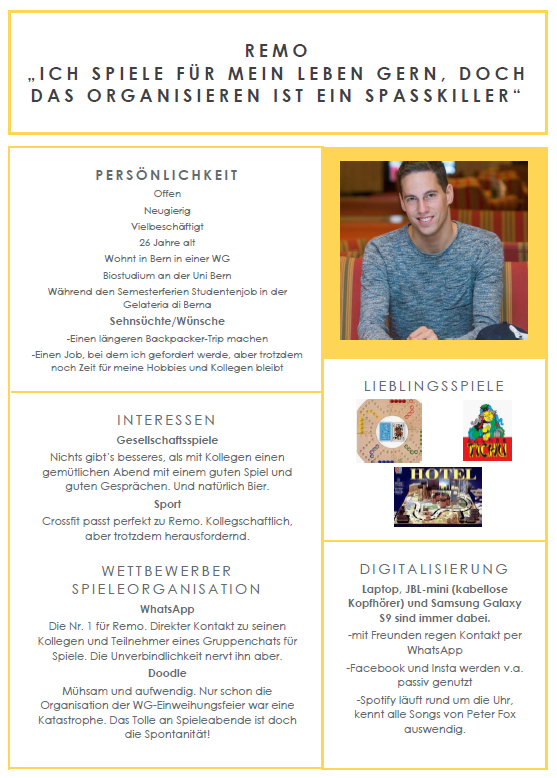 REMO
„ICH SPIELE FÜR MEIN LEBEN GERN, DOCH
DAS ORGANISIEREN IST EIN SPASSKILLER“
PERSÖNLICHKEIT
Offen
Neugierig
Vielbeschäftigt
26 Jahre alt
Wohnt in Bern in einer WG
Biostudium an der Uni Bern
Während den Semesterferien Studentenjob in der
Gelateria di Berna
Sehnsüchte/Wünsche
-Einen längeren Backpacker-Trip machen
-Einen Job, bei dem ich gefordert werde, aber trotzdem
noch Zeit für meine Hobbies und Kollegen bleibt
INTERESSEN
Gesellschaftsspiele
Nichts gibt´s besseres, als mit Kollegen einen
gemütlichen Abend mit einem guten Spiel und
guten Gesprächen. Und natürlich Bier.
Sport
Crossfit passt perfekt zu Remo. Kollegschaftlich,
aber trotzdem herausfordernd.
WETTBEWERBER
SPIELEORGANISATION
WhatsApp
Die Nr. 1 für Remo. Direkter Kontakt zu seinen
Kollegen und Teilnehmer eines Gruppenchats für
Spiele. Die Unverbindlichkeit nervt ihn aber.
Doodle
Mühsam und aufwendig. Nur schon die
Organisation der WG-Einweihungsfeier war eine
Katastrophe. Das Tolle an Spieleabende ist doch
die Spontanität!
LIEBLINGSSPIELE
HOTEL
DIGITALISIERUNG
Laptop, JBL-mini (kabellose
Kopfhörer) und Samsung Galaxy
S9 sind immer dabei.
-mit Freunden regen Kontakt per
WhatsApp
-Facebook und Insta werden v.a.
passiv genutzt
-Spotify läuft rund um die Uhr,
kennt alle Songs von Peter Fox
auswendig.